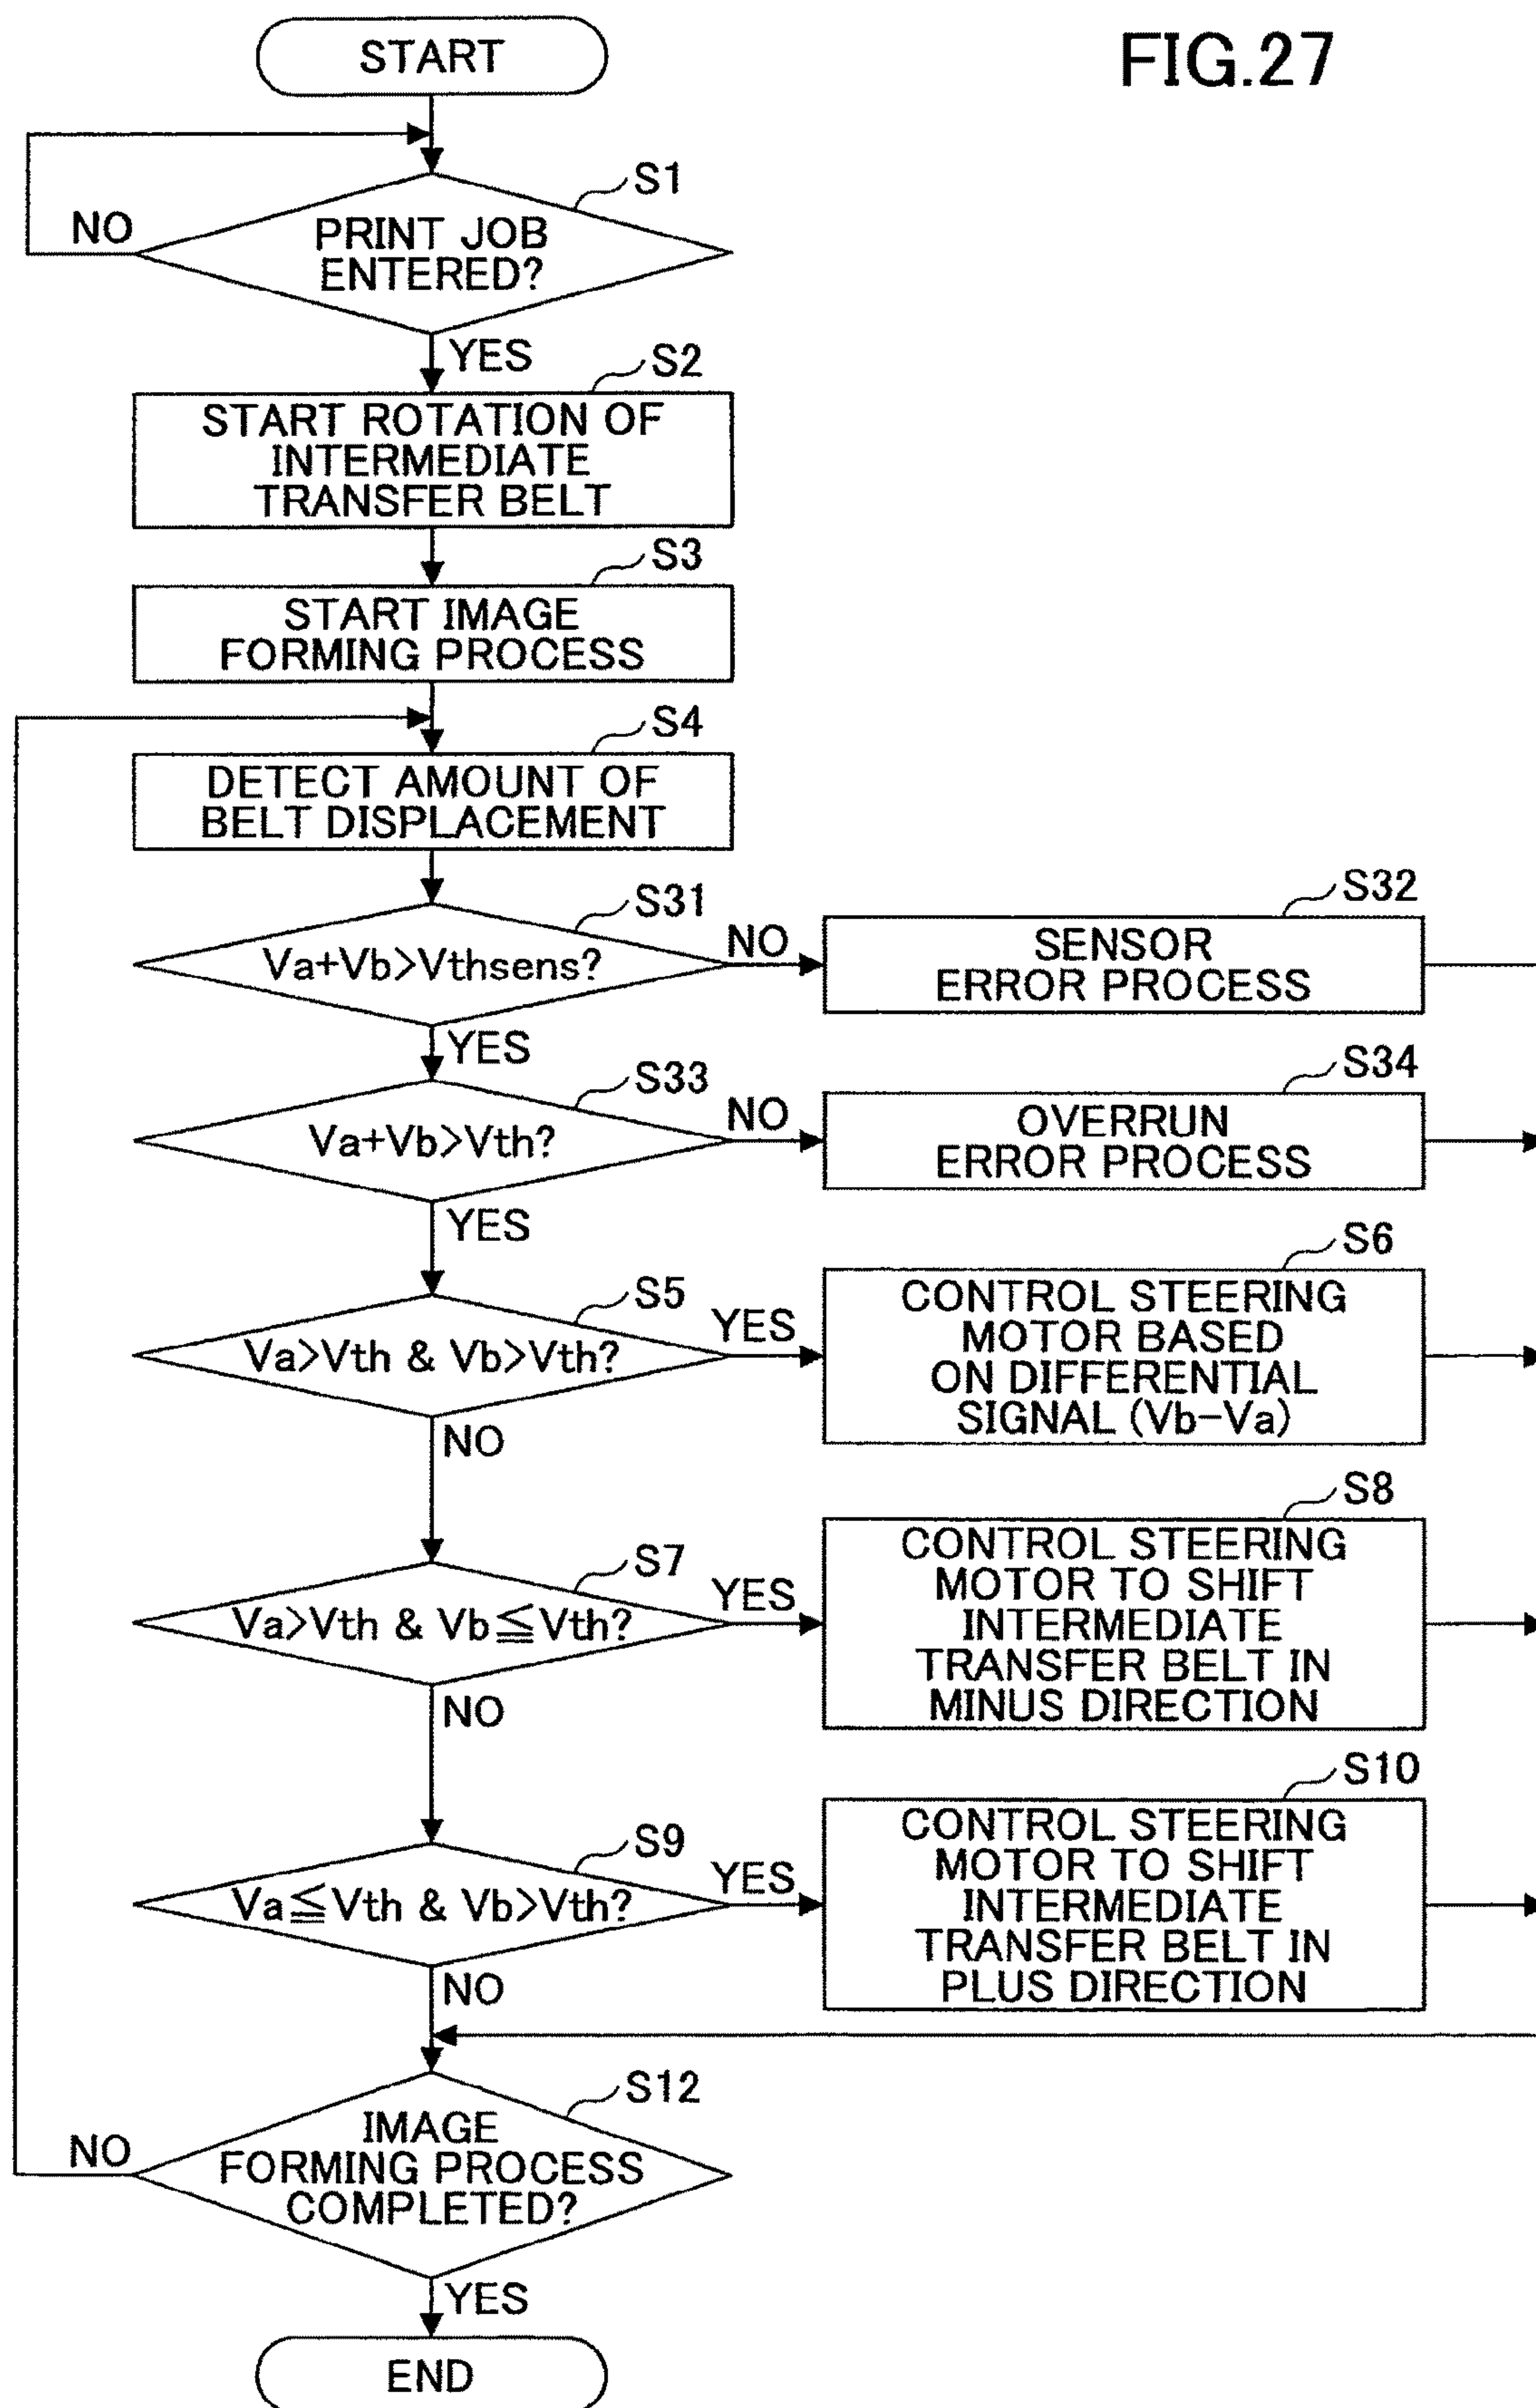 FIG.27
START
S1
PRINT JOB
ENTERED?
NO
YES
S2
START ROTATION OF
INTERMEDIATE
TRANSFER BELT
S3
START IMAGE
FORMING PROCESS
S4
DETECT AMOUNT OF
BELT DISPLACEMENT
S31
Va+Vb>Vthsens?
NO
YES
S32
SENSOR
ERROR PROCESS
S33
Va+Vb>Vth?
NO
YES
S34
OVERRUN
ERROR PROCESS
S5
Va>Vth & Vb>Vth?
YES
NO
S6
CONTROL STEERING
MOTOR BASED
ON DIFFERENTIAL
SIGNAL (Vb-Va)
S7
Va>Vth & Vb≦Vth?
YES
NO
S8
CONTROL STEERING
MOTOR TO SHIFT
INTERMEDIATE
TRANSFER BELT IN
MINUS DIRECTION
S9
Va≦Vth & Vb>Vth?
YES
NO
S10
CONTROL STEERING
MOTOR TO SHIFT
INTERMEDIATE
TRANSFER BELT IN
PLUS DIRECTION
S12
IMAGE
FORMING PROCESS
COMPLETED?
NO
YES
END